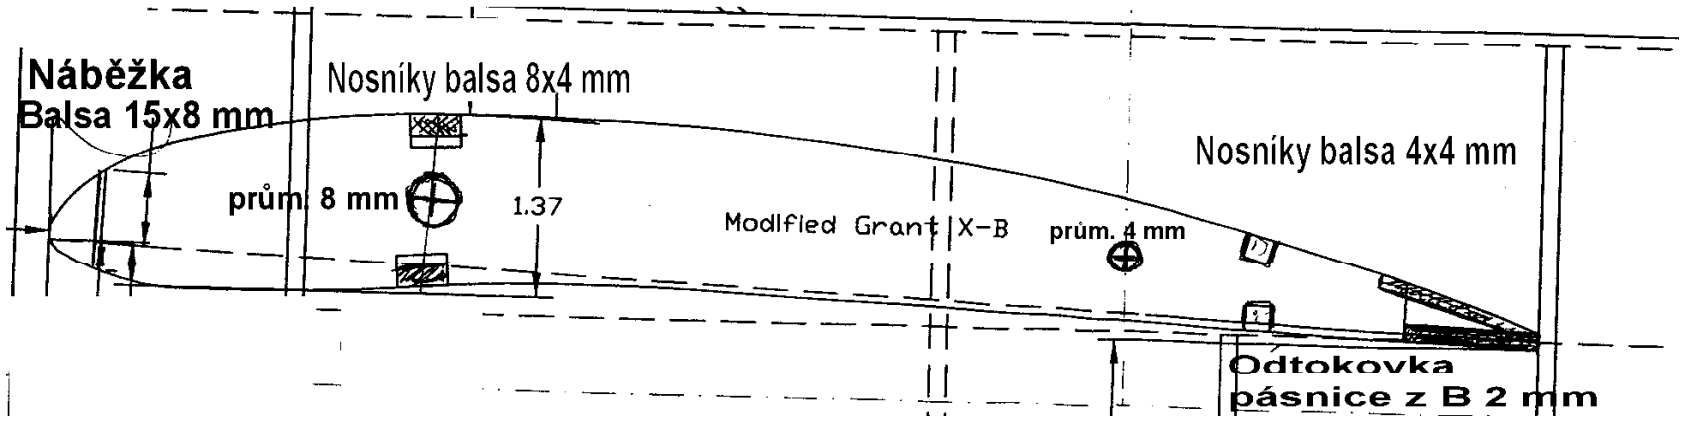 Náběžka
Balsa 15x8 mm
Nosníky balsa 8x4 mm
Nosníky balsa 4x4 mm
prům. 8 mm
1.37
Modified Grant X-B
prům. 4 mm
Odtokovka
pásnice z B 2 mm